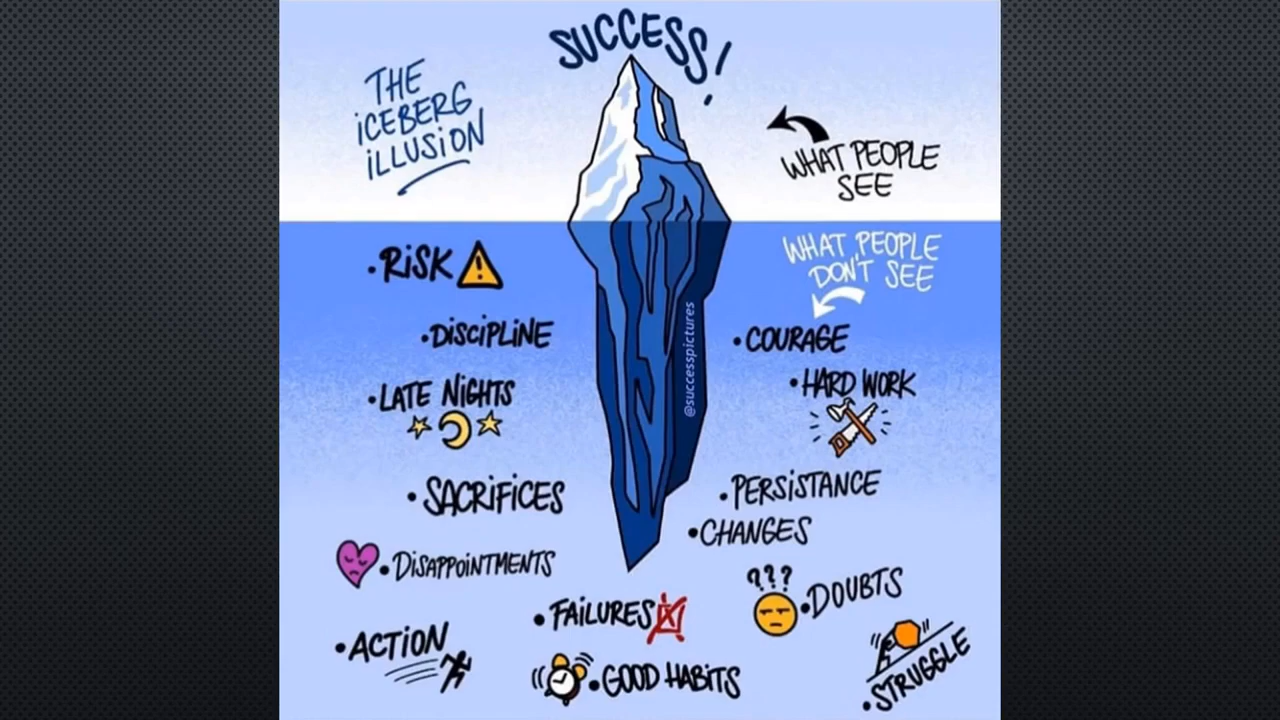 SUCCESS!
THE
ICEBERG
ILLUSION
WHAT PEOPLE
SEE
WHAT PEOPLE
DON'T SEE
• RISK
• DISCIPLINE
• LATE NIGHTS
• SACRIFICES
• DISAPPOINTMENTS
• FAILURES
• ACTION
• GOOD HABITS
@successpictures
• COURAGE
• HARD WORK
• PERSISTANCE
• CHANGES
???
• DOUBTS
• STRUGGLE